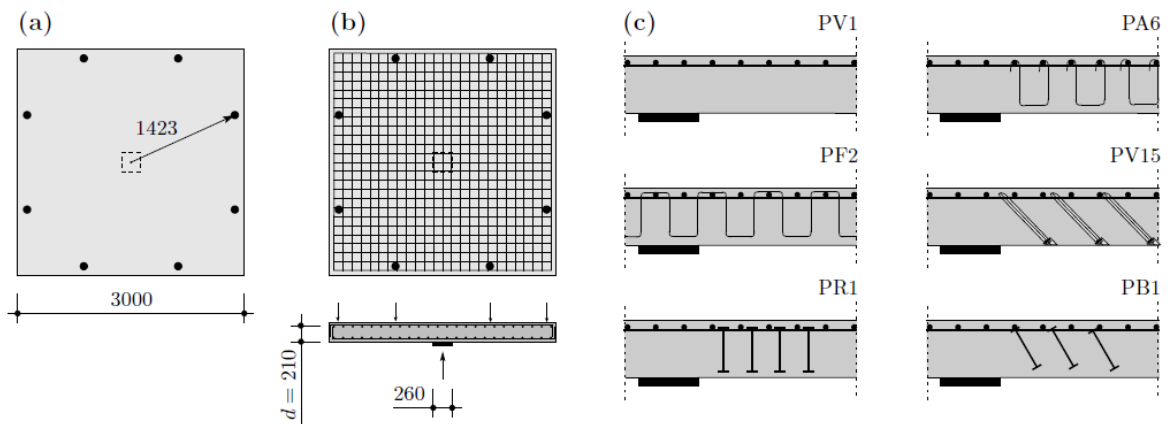 (a)
1423
3000
(b)
d = 210
260
(c)
PV1
PA6
PF2
PV15
PR1
PB1